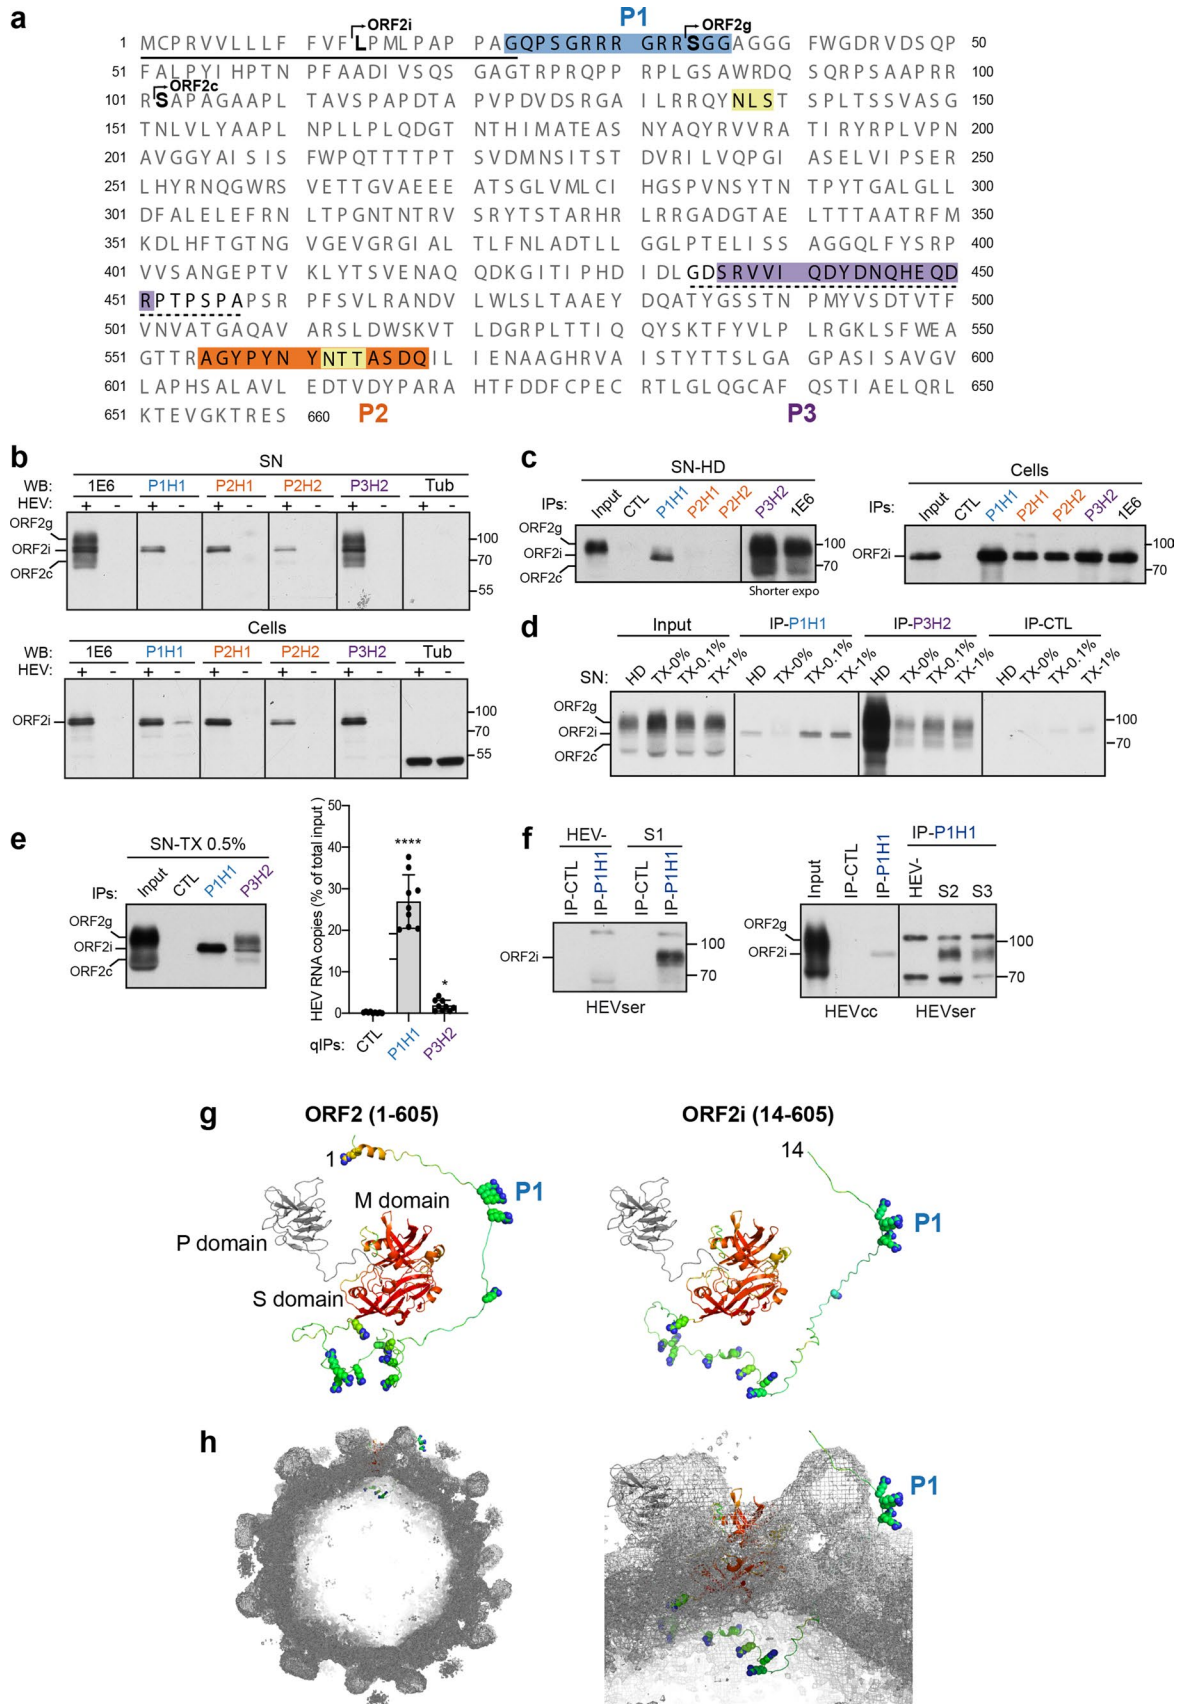 a
P1
ORF2i
ORF2g
1 MCPRVVLLLF FVFLPMLPAP PAGQPSGRRR GRRSGGAGGG FWGDRVDSQP 50
51 FALPYIHPTN PFAADIVSQS GAGTRPRQPP RPLGSAWRDQ SQRPSAAPRR 100
ORF2c
101 RSAPAGAAPL TAVSPAPDTA PVPDVDSRGA ILRRQYNLST SPLTSSVASG 150
151 TNLVLYAAPL NPLLPLQDGT NTHIMATEAS NYAQYRVVRA TIRYRPLVPN 200
201 AVGGYAISIS FWPQTTTTPT SVDMNSITST DVRILVQPGI ASELVIPSER 250
251 LHYRNQGWRS VETTGVAEEE ATSGLVMLCI HGSPVNSYTN TPYTGALGLL 300
301 DFALELEFRN LTPGNTNTRV SRYTSTARHR LRRGADGTAE LTTTAATRFM 350
351 KDLHFTGTNG VGEVGRGIAL TLFNLADTLL GGLPTELISS AGGQLFYSRP 400
401 VVSANGEPTV KLYTSVENAQ QDKGITIPHD IDLGDSRVVI QDYDNQHEQD 450
451 RPTPSPAPSR PFSVLRANDV LWLSLTAAEY DQATYGSSTN PMYVSDTVTF 500
501 VNVATGAQAV ARSLDWSKVT LDGRPLTTIQ QYSKTFYVLP LRGKLSFWEA 550
551 GTTRAGYPYN YNTTASDQIL IENAAGHRVA ISTYTTSLGA GPASISAVGV 600
601 LAPHSALAVL EDTVDYPARA HTFDDFCPEC RTLGLQGCAF QSTIAELQRL 650
651 KTEVGKTRES 660
P2 P3
b
SN
WB: 1E6 P1H1 P2H1 P2H2 P3H2 Tub
HEV: + - + - + - + - + - + -
ORF2g
ORF2i
ORF2c
100
70
55
Cells
WB: 1E6 P1H1 P2H1 P2H2 P3H2 Tub
HEV: + - + - + - + - + - + -
ORF2i
100
70
55
c
SN-HD
IPs: Input CTL P1H1 P2H1 P2H2 P3H2 1E6
ORF2g
ORF2i
ORF2c
100
70
Shorter expo
Cells
IPs: Input CTL P1H1 P2H1 P2H2 P3H2 1E6
ORF2i
100
70
d
Input IP-P1H1 IP-P3H2 IP-CTL
SN: HD TX-0% TX-0.1% TX-1% HD TX-0% TX-0.1% TX-1% HD TX-0% TX-0.1% TX-1% HD TX-0% TX-0.1% TX-1%
ORF2g
ORF2i
ORF2c
100
70
e
SN-TX 0.5%
IPs: Input CTL P1H1 P3H2
ORF2g
ORF2i
ORF2c
HEV RNA copies (% of total input )
50
40
30
20
10
0
****
*
qIPs: CTL P1H1 P3H2
f
HEV- S1
IP-CTL IP-P1H1 IP-CTL IP-P1H1
ORF2i
100
70
HEVser
IP-P1H1
Input IP-CTL IP-P1H1 HEV- S2 S3
ORF2g
ORF2i
100
70
HEVcc HEVser
g
ORF2 (1-605)
1
P1
M domain
P domain
S domain
ORF2i (14-605)
14
P1
h
P1